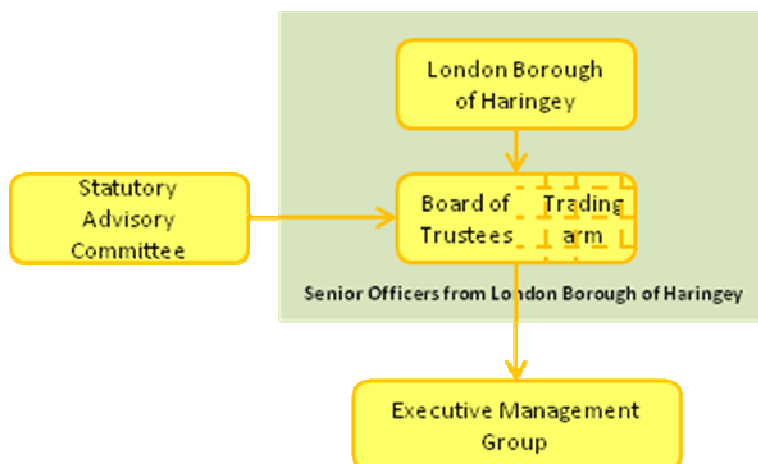 London Borough
of Haringey
Statutory
Advisory
Committee
Board of
Trustees
Trading
arm
Senior Officers from London Borough of Haringey
Executive Management
Group